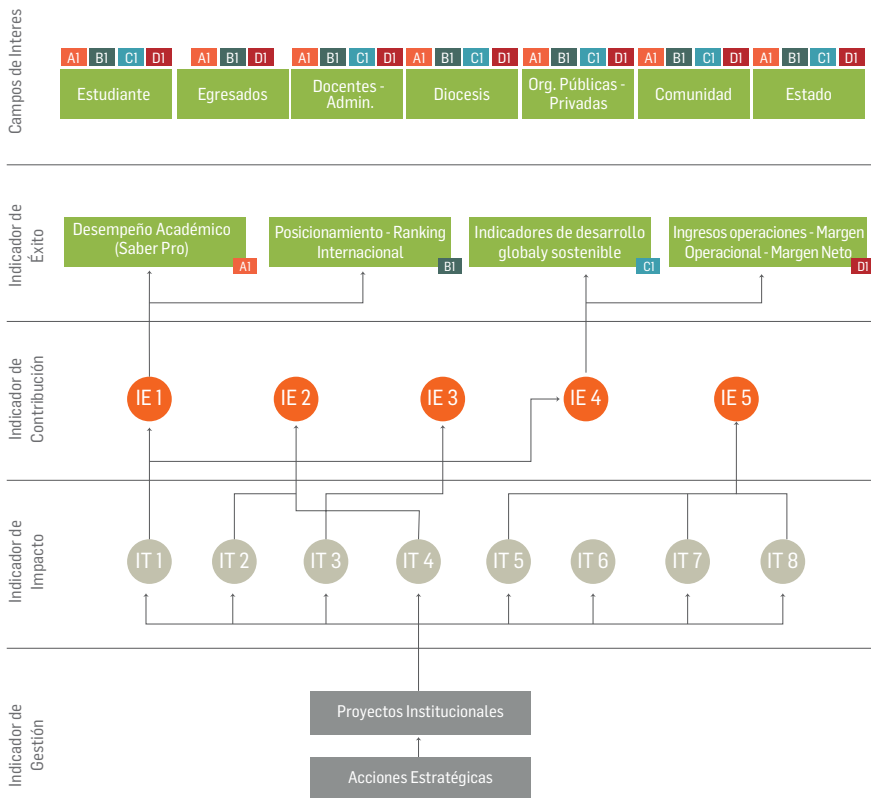 Campos de Interes
A1 B1 C1 D1 A1 B1 D1 A1 B1 C1 D1 A1 B1 C1 D1 A1 B1 C1 D1 A1 B1 C1 D1 A1 B1 C1 D1
Estudiante
Egresados
Docentes -
Admin.
Diocesis
Org. Públicas -
Privadas
Comunidad
Estado
Indicador de
Éxito
Desempeño Académico
(Saber Pro)
A1
Posicionamiento - Ranking
Internacional
B1
Indicadores de desarrollo
globaly sostenible
C1
Ingresos operaciones - Margen
Operacional - Margen Neto
D1
Indicador de
Contribución
IE 1
IE 2
IE 3
IE 4
IE 5
Indicador de
Impacto
IT 1
IT 2
IT 3
IT 4
IT 5
IT 6
IT 7
IT 8
Indicador de
Gestión
Proyectos Institucionales
Acciones Estratégicas